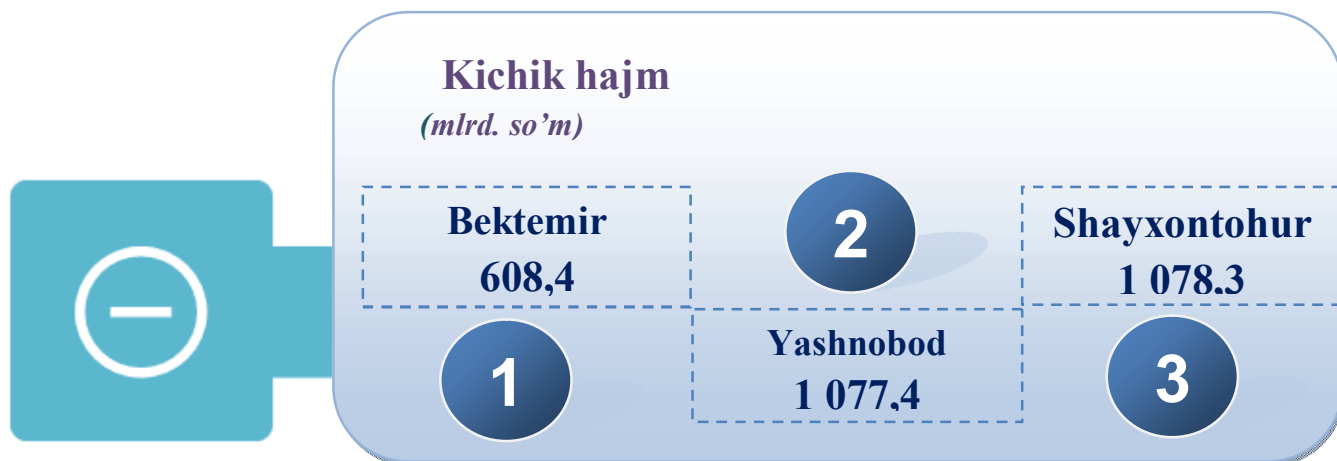 Kichik hajm
(mlrd. so’m)
Bektemir
608,4
1
2
Yashnobod
1 077,4
Shayxontohur
1 078,3
3